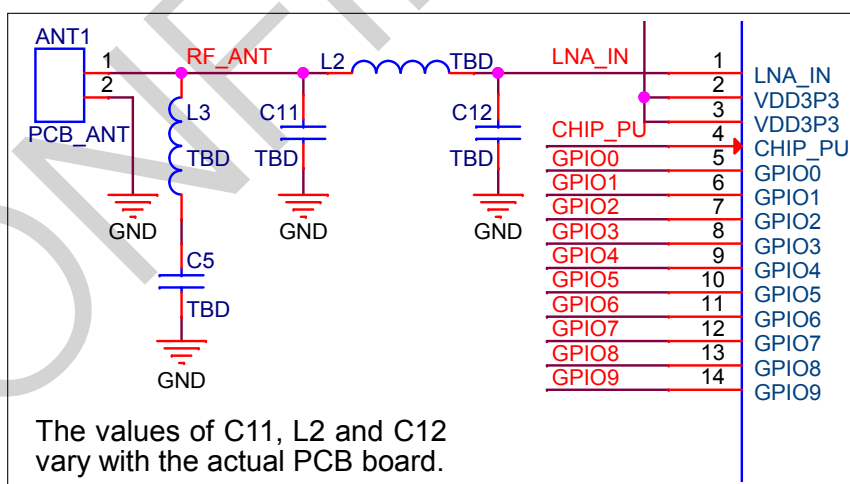 ANT1
1
2
PCB_ANT
RF_ANT
L2
TBD
LNA_IN
L3
TBD
C11
TBD
C12
TBD
GND
GND
GND
C5
TBD
GND
1 LNA_IN
2 VDD3P3
3 VDD3P3
CHIP_PU 4 CHIP_PU
GPIO0 5 GPIO0
GPIO1 6 GPIO1
GPIO2 7 GPIO2
GPIO3 8 GPIO3
GPIO4 9 GPIO4
GPIO5 10 GPIO5
GPIO6 11 GPIO6
GPIO7 12 GPIO7
GPIO8 13 GPIO8
GPIO9 14 GPIO9
The values of C11, L2 and C12
vary with the actual PCB board.